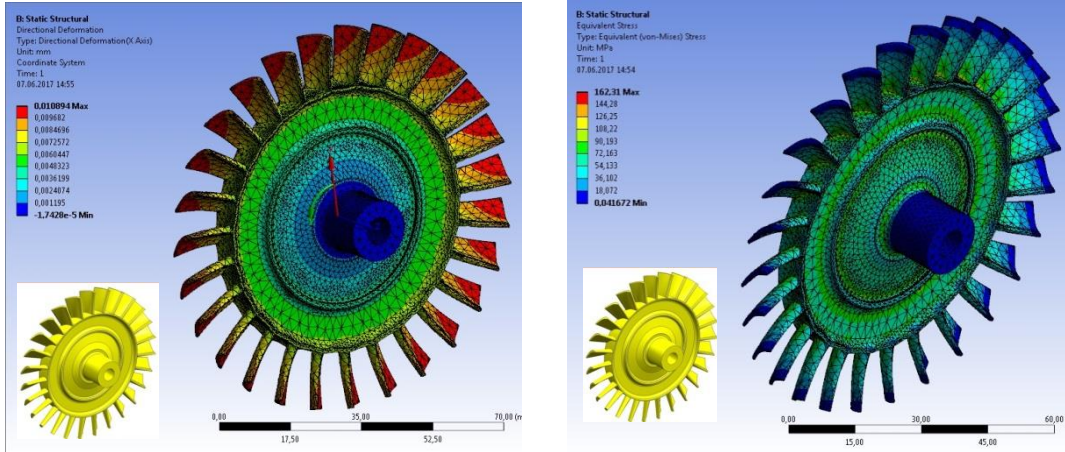 B: Static Structural
Directional Deformation
Type: Directional Deformation(X Axis)
Unit: mm
Coordinate System
Time: 1
07.06.2017 14:55
0,010894 Max
0,009682
0,0084696
0,0072572
0,0060447
0,0048323
0,0036199
0,0024074
0,001195
-1,7428e-5 Min
0,00
35,00
70,00 (m
17,50
52,50
B: Static Structural
Equivalent Stress
Type: Equivalent (von-Mises) Stress
Unit: MPa
Time: 1
07.06.2017 14:54
162,31 Max
144,28
126,25
108,22
90,193
72,163
54,133
36,102
18,072
0,041672 Min
0,00
30,00
60,00
15,00
45,00